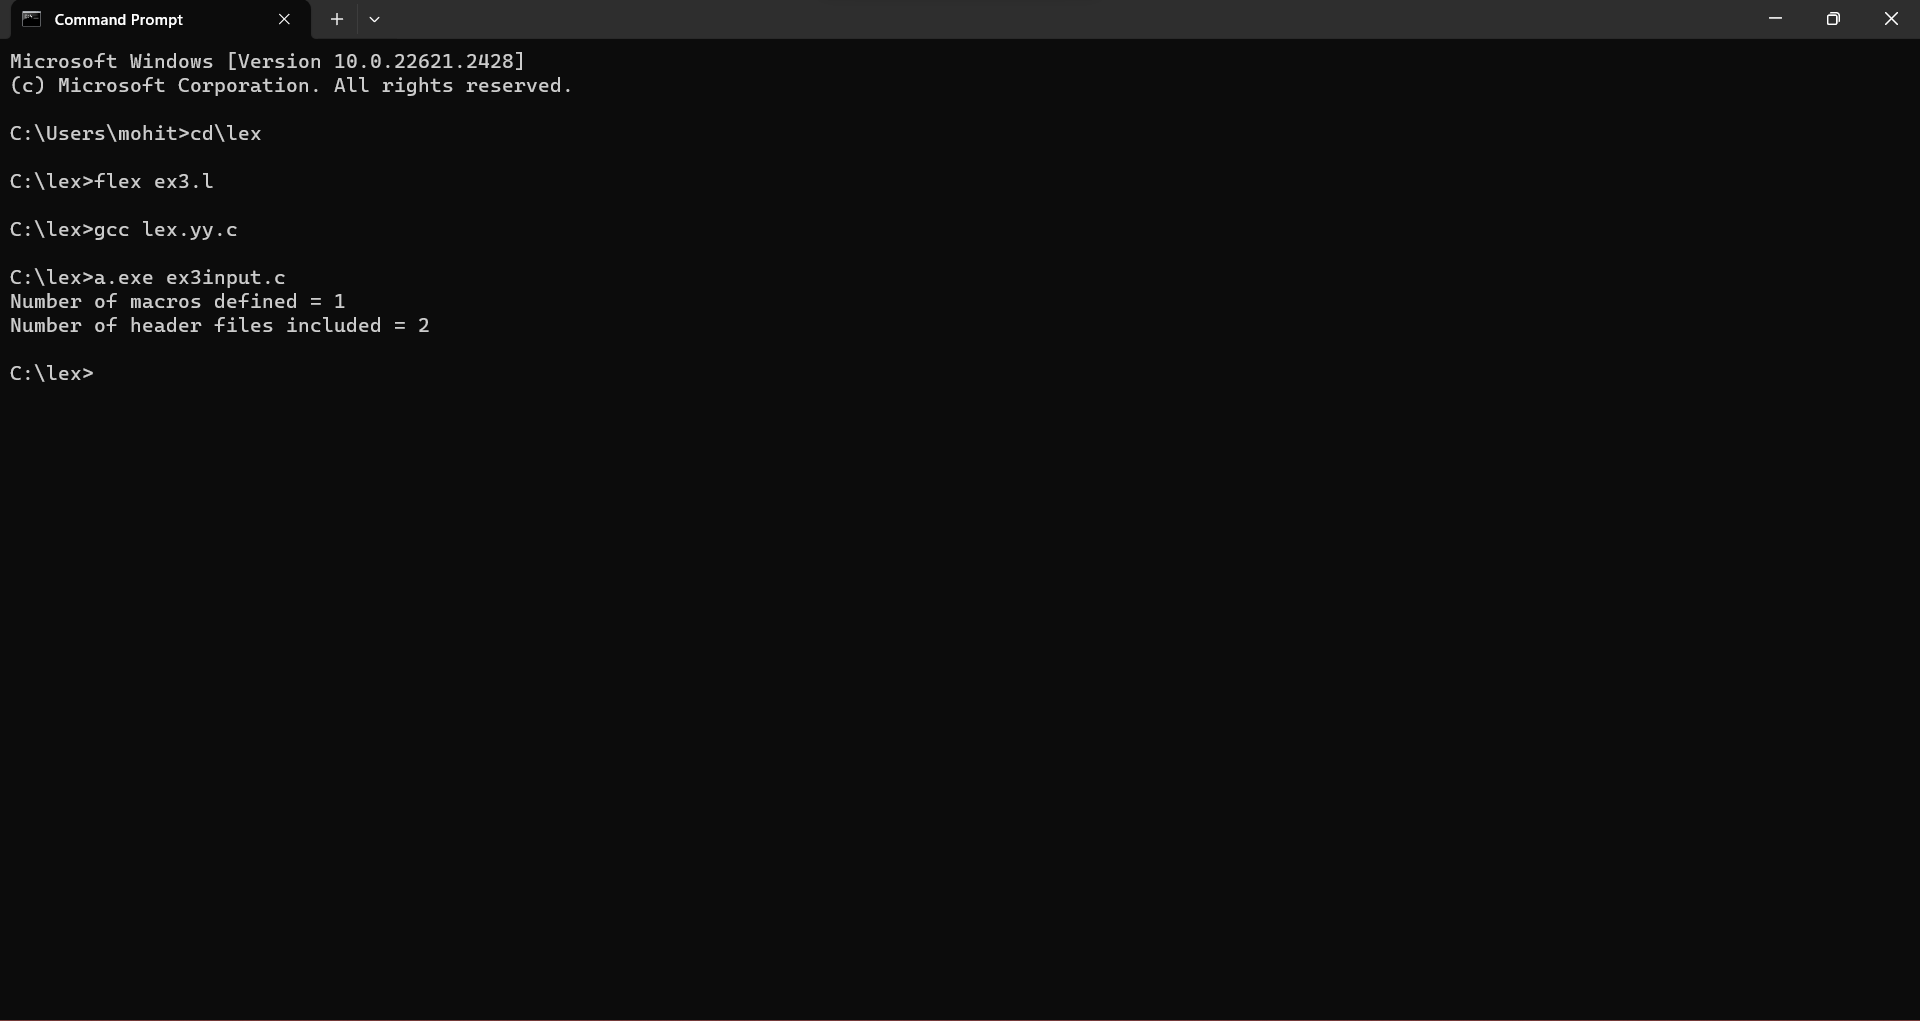 Command Prompt
Microsoft Windows [Version 10.0.22621.2428]
(c) Microsoft Corporation. All rights reserved.
C:\Users\mohit>cd\lex
C:\lex>flex ex3.l
C:\lex>gcc lex.yy.c
C:\lex>a.exe ex3input.c
Number of macros defined = 1
Number of header files included = 2
C:\lex>